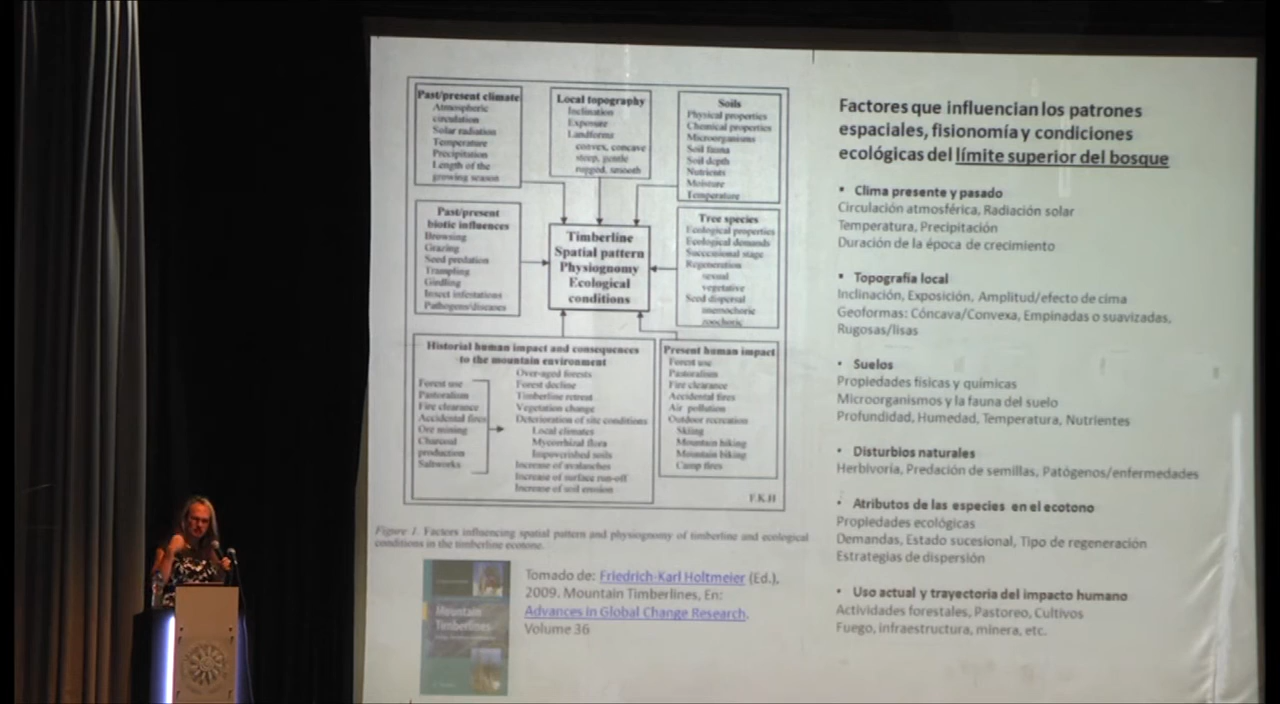 Past/present climate
Atmospheric
circulation
Solar radiation
Temperature
Precipitation
Length of the
growing season
Local topography
Inclination
Exposure
Landforms
convex, concave
steep, gentle
rugged, smooth
Soils
Physical properties
Chemical properties
Microorganisms
Soil fauna
Soil depth
Nutrients
Moisture
Temperature
Past/present
biotic influences
Browsing
Grazing
Seed predation
Trampling
Girdling
Insect infestations
Pathogens/diseases
Timberline
Spatial pattern
Physiognomy
Ecological
conditions
Tree species
Ecological properties
Ecological demands
Successional stage
Regeneration
sexual
vegetative
Seed dispersal
anemochoric
zoochoric
Historial human impact and consequences
to the mountain environment
Forest use
Pastoralism
Fire clearance
Accidental fires
Ore mining
Charcoal
production
Saltworks
Over-aged forests
Forest decline
Timberline retreat
Vegetation change
Deterioration of site conditions
Local climates
Mycorrhizal flora
Impoverished soils
Increase of avalanches
Increase of surface run-off
Increase of soil erosion
Present human impact
Forest use
Pastoralism
Fire clearance
Accidental fires
Air pollution
Outdoor recreation
Skiing
Mountain hiking
Mountain biking
Camp fires
F.K.H
Figure 1. Factors influencing spatial pattern and physiognomy of timberline and ecological
conditions in the timberline ecotone.
Mountain
Timberlines
Tomado de: Friedrich-Karl Holtmeier (Ed.),
2009. Mountain Timberlines, En:
Advances in Global Change Research.
Volume 36
Factores que influencian los patrones
espaciales, fisionomía y condiciones
ecológicas del límite superior del bosque
• Clima presente y pasado
Circulación atmosférica, Radiación solar
Temperatura, Precipitación
Duración de la época de crecimiento
• Topografía local
Inclinación, Exposición, Amplitud/efecto de cima
Geoformas: Cóncava/Convexa, Empinadas o suavizadas,
Rugosas/lisas
• Suelos
Propiedades físicas y químicas
Microorganismos y la fauna del suelo
Profundidad, Humedad, Temperatura, Nutrientes
• Disturbios naturales
Herbivoría, Predación de semillas, Patógenos/enfermedades
• Atributos de las especies en el ecotono
Propiedades ecológicas
Demandas, Estado sucesional, Tipo de regeneración
Estrategias de dispersión
• Uso actual y trayectoria del impacto humano
Actividades forestales, Pastoreo, Cultivos
Fuego, infraestructura, minera, etc.